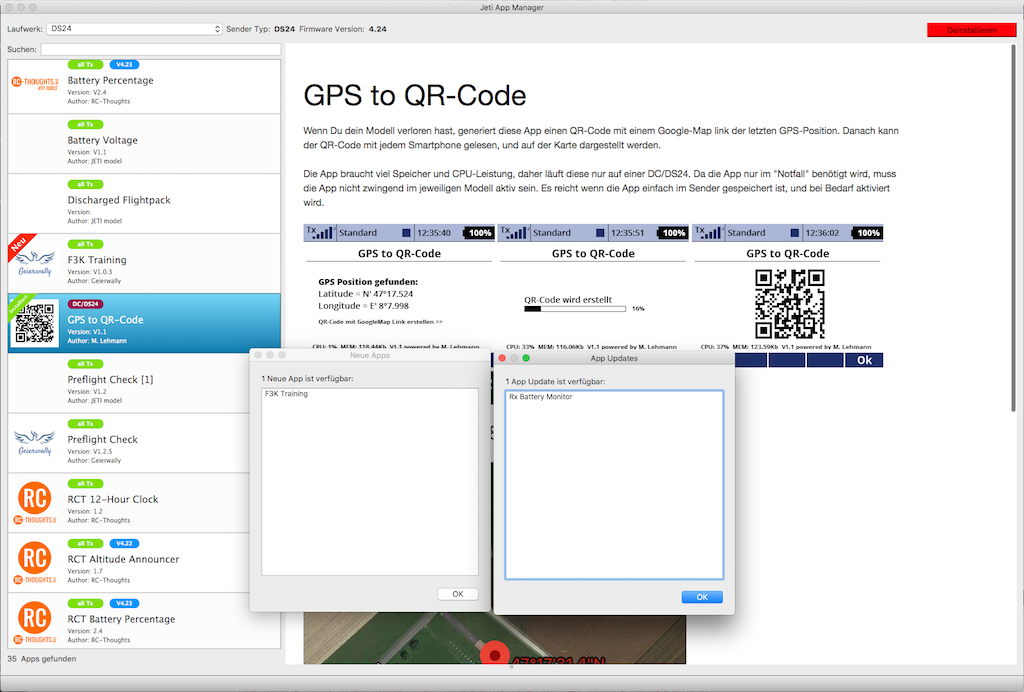 Jeti App Manager
Laufwerk: DS24 Sender Typ: DS24 Firmware Version: 4.24
Deinstallieren
Suchen:
all Tx V4.23
RC-THOUGHTS.COM
JETI TOOLS
Battery Percentage
Version: V2.4
Author: RC-Thoughts
all Tx
Battery Voltage
Version: V1.1
Author: JETI model
all Tx
Discharged Flightpack
Version:
Author: JETI model
Neu
all Tx
Geierwally
F3K Training
Version: V1.0.3
Author: Geierwally
DC/DS24
GPS to QR-Code
Version: V1.1
Author: M. Lehmann
all Tx
Preflight Check [1]
Version: V1.2
Author: JETI model
all Tx
Geierwally
Preflight Check
Version: V1.2.5
Author: Geierwally
all Tx
RC
RCT 12-Hour Clock
Version: 1.2
Author: RC-Thoughts
all Tx V4.22
RC
RCT Altitude Announcer
Version: 1.7
Author: RC-Thoughts
all Tx V4.23
RC
RCT Battery Percentage
Version: 2.4
Author: RC-Thoughts
35 Apps gefunden
GPS to QR-Code
Wenn Du dein Modell verloren hast, generiert diese App einen QR-Code mit einem Google-Map link der letzten GPS-Position. Danach kann
der QR-Code mit jedem Smartphone gelesen, und auf der Karte dargestellt werden.
Die App braucht viel Speicher und CPU-Leistung, daher läuft diese nur auf einer DC/DS24. Da die App nur im "Notfall" benötigt wird, muss
die App nicht zwingend im jeweiligen Modell aktiv sein. Es reicht wenn die App einfach im Sender gespeichert ist, und bei Bedarf aktiviert
wird.
Tx Standard 12:35:40 100%
GPS to QR-Code
GPS Position gefunden:
Latitude = N' 47°17.524
Longitude = E' 8°7.998
QR-Code mit GoogleMap Link erstellen >>
CPU: 1% MEM: 118.44Kb V1.1 powered by M. Lehmann
Tx Standard 12:35:51 100%
GPS to QR-Code
QR-Code wird erstellt
16%
CPU: 33% MEM: 116.06Kb V1.1 powered by M. Lehmann
Tx Standard 12:36:02 100%
GPS to QR-Code
CPU: 37% MEM: 123.59Kb V1.1 powered by M. Lehmann
Ok
Neue Apps
1 Neue App ist verfügbar:
F3K Training
OK
App Updates
1 App Update ist verfügbar:
Rx Battery Monitor
OK
47°17'31.4"N